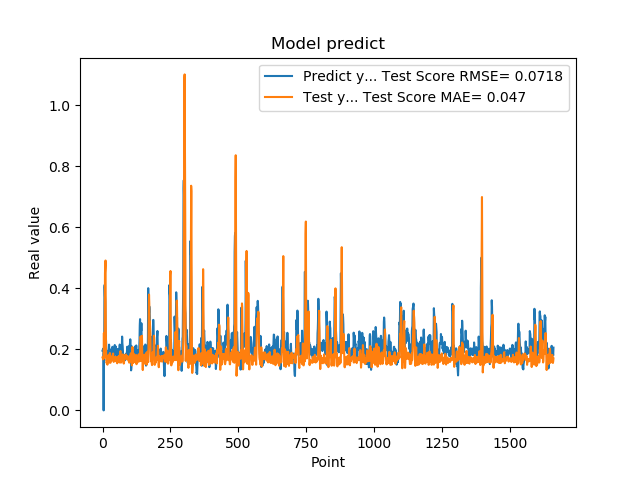 Model predict
Predict y... Test Score RMSE= 0.0718
Test y... Test Score MAE= 0.047
Real value
1.0
0.8
0.6
0.4
0.2
0.0
0 250 500 750 1000 1250 1500
Point